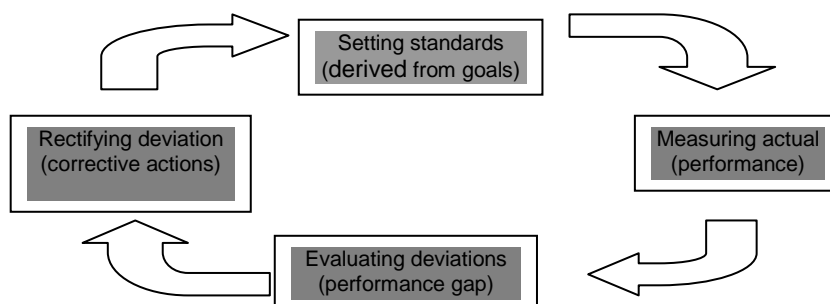 Setting standards
(derived from goals)
Rectifying deviation
(corrective actions)
Measuring actual
(performance)
Evaluating deviations
(performance gap)